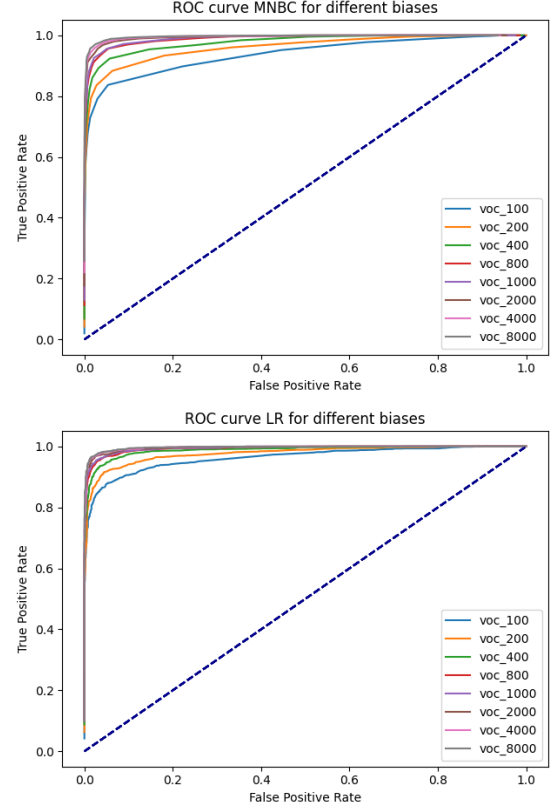 ROC curve MNBC for different biases
True Positive Rate
1.0
0.8
0.6
0.4
0.2
0.0
voc_100
voc_200
voc_400
voc_800
voc_1000
voc_2000
voc_4000
voc_8000
0.0 0.2 0.4 0.6 0.8 1.0
False Positive Rate
ROC curve LR for different biases
True Positive Rate
1.0
0.8
0.6
0.4
0.2
0.0
voc_100
voc_200
voc_400
voc_800
voc_1000
voc_2000
voc_4000
voc_8000
0.0 0.2 0.4 0.6 0.8 1.0
False Positive Rate